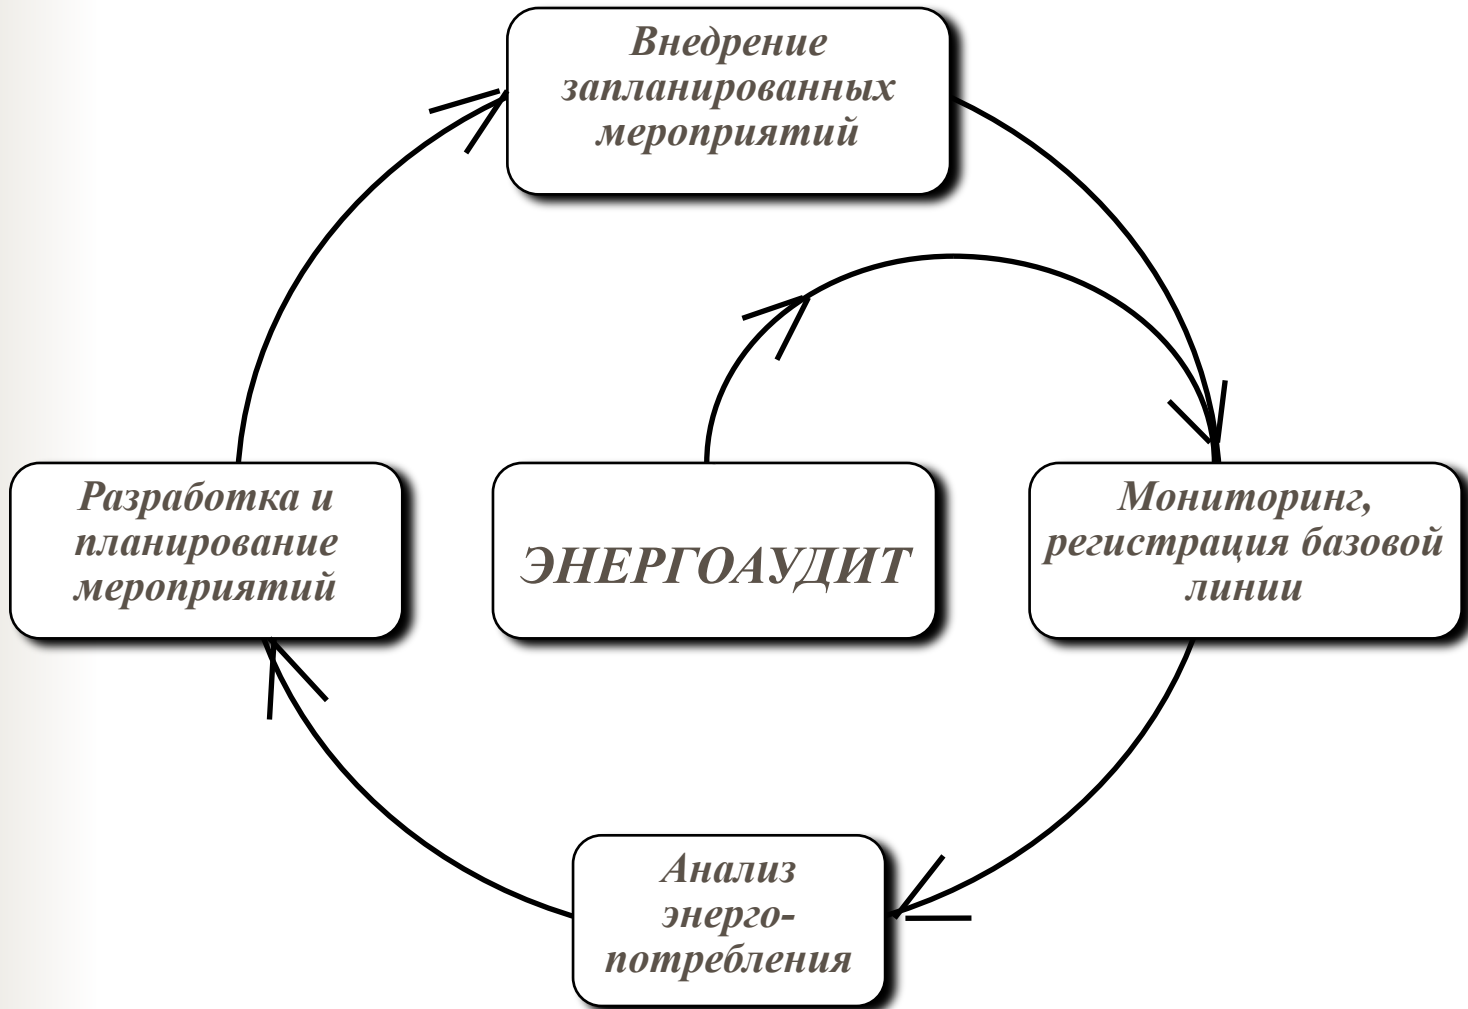 Внедрение
запланированных
мероприятий
Разработка и
планирование
мероприятий
ЭНЕРГОАУДИТ
Мониторинг,
регистрация базовой
линии
Анализ
энерго-
потребления